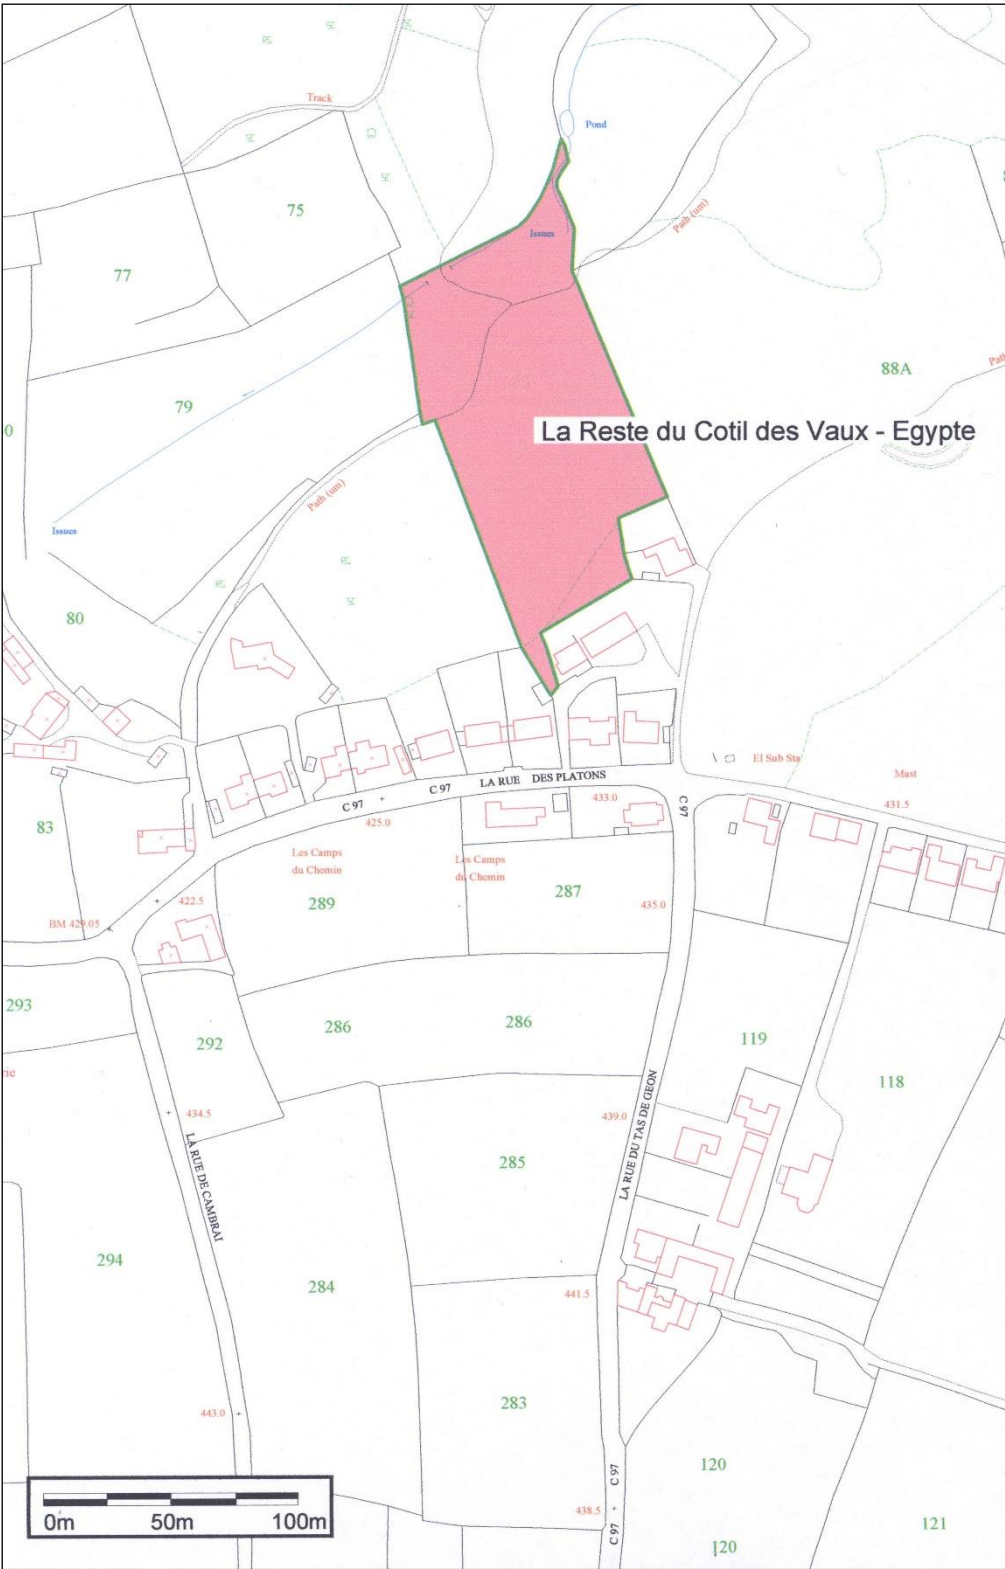 Track
Pond
75
Issues
Path (um)
77
88A
Path
79
0
La Reste du Cotil des Vaux - Egypte
Path (um)
Issues
80
El Sub Sta
Mast
431.5
LA RUE DES PLATONS
C 97
C 97
433.0
C 97
425.0
83
Les Camps
du Chemin
Les Camps
du Chemin
289
287
422.5
435.0
BM 429.05
293
286
286
292
119
rie
118
434.5
439.0
LA RUE DE CAMBRAI
LA RUE DU TAS DE GEON
285
294
284
441.5
283
443.0
120
C 97
438.5
C 97
121
120
0m 50m 100m